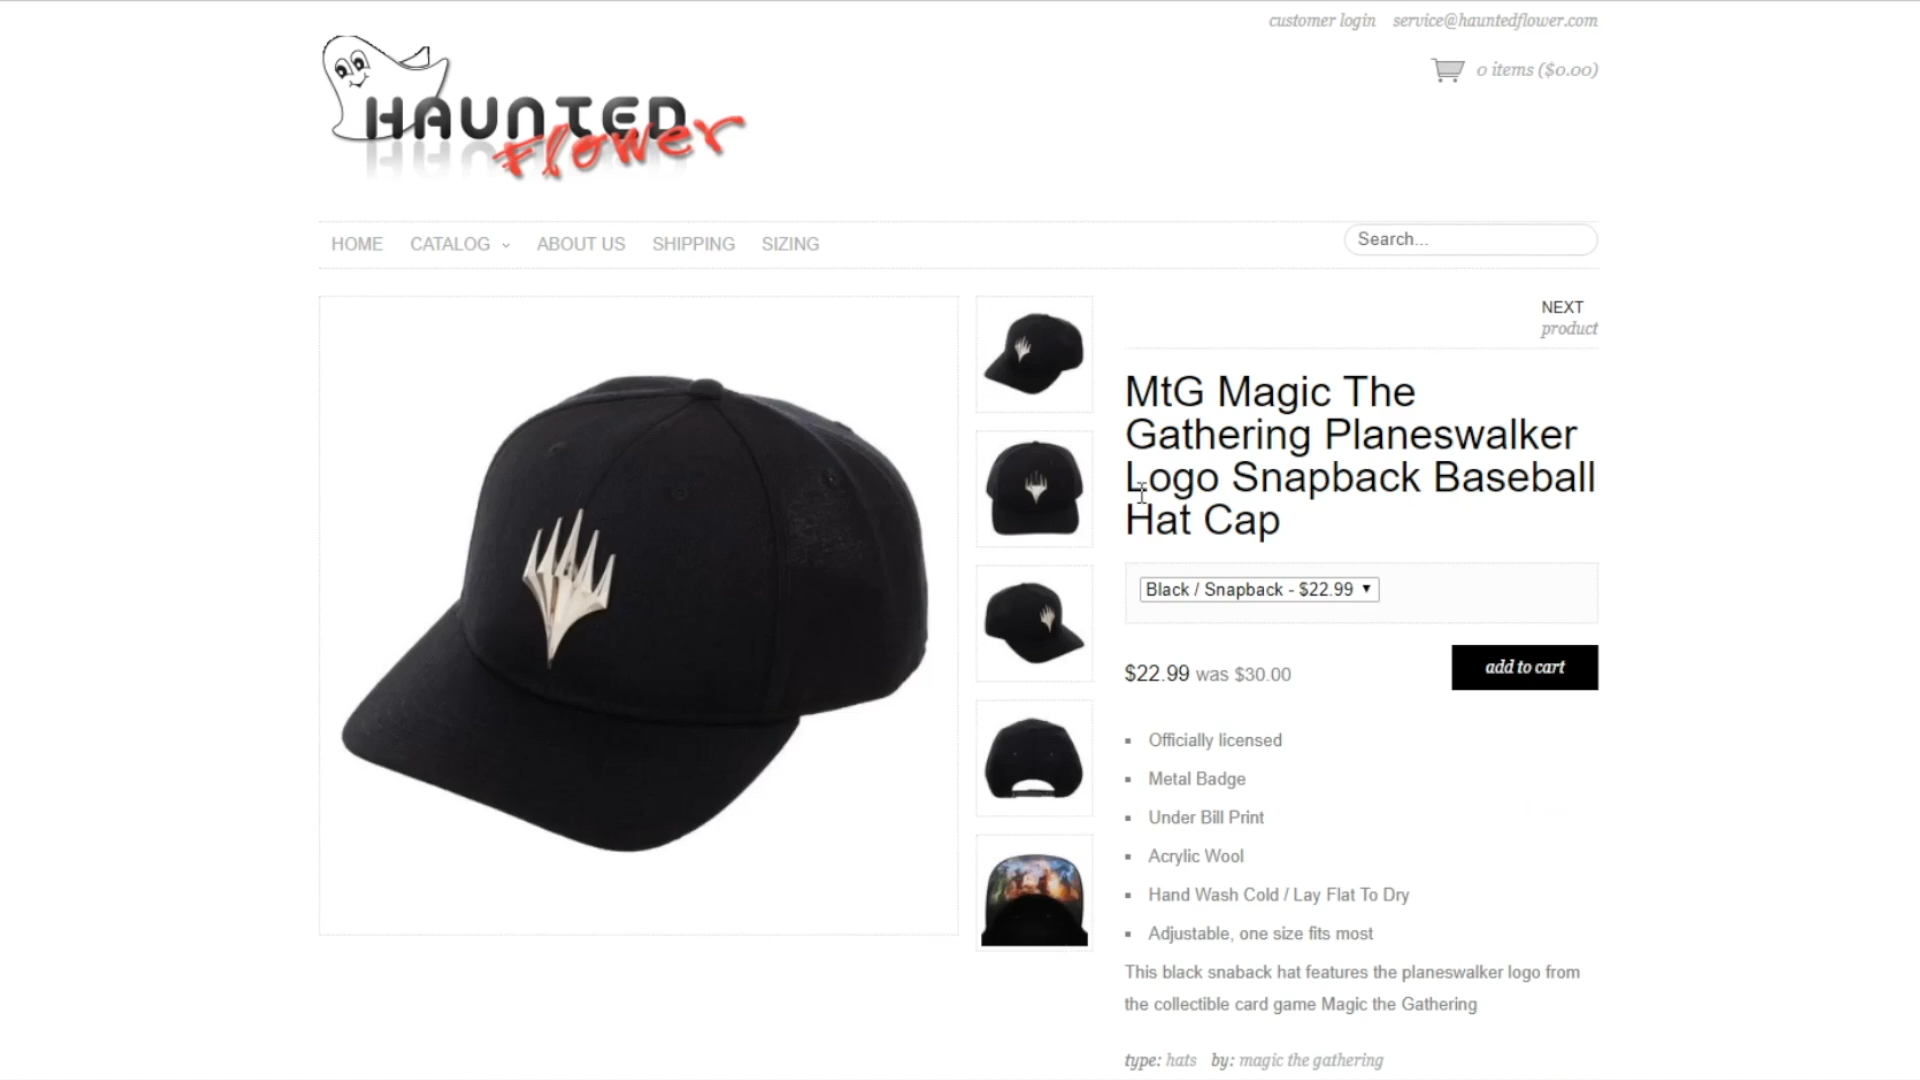 customer login service@hauntedflower.com
0 items ($0.00)
HAUNTED
Flower
HOME CATALOG ABOUT US SHIPPING SIZING
Search...
NEXT
product
MtG Magic The
Gathering Planeswalker
Logo Snapback Baseball
Hat Cap
Black / Snapback - $22.99
$22.99 was $30.00
add to cart
Officially licensed
Metal Badge
Under Bill Print
Acrylic Wool
Hand Wash Cold / Lay Flat To Dry
Adjustable, one size fits most
This black snaback hat features the planeswalker logo from
the collectible card game Magic the Gathering
type: hats by: magic the gathering